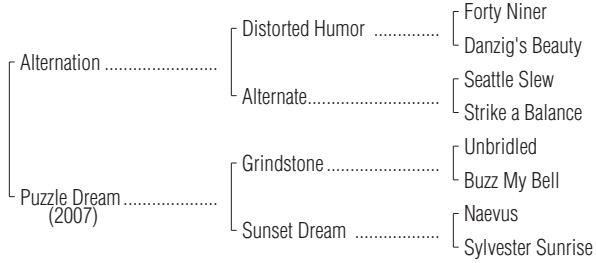 Forty Niner
Distorted Humor ..............
Danzig's Beauty
Alternation ........................
Seattle Slew
Alternate............................
Strike a Balance
Unbridled
Grindstone ........................
Buzz My Bell
Puzzle Dream ....................
(2007)
Naevus
Sunset Dream ..................
Sylvester Sunrise